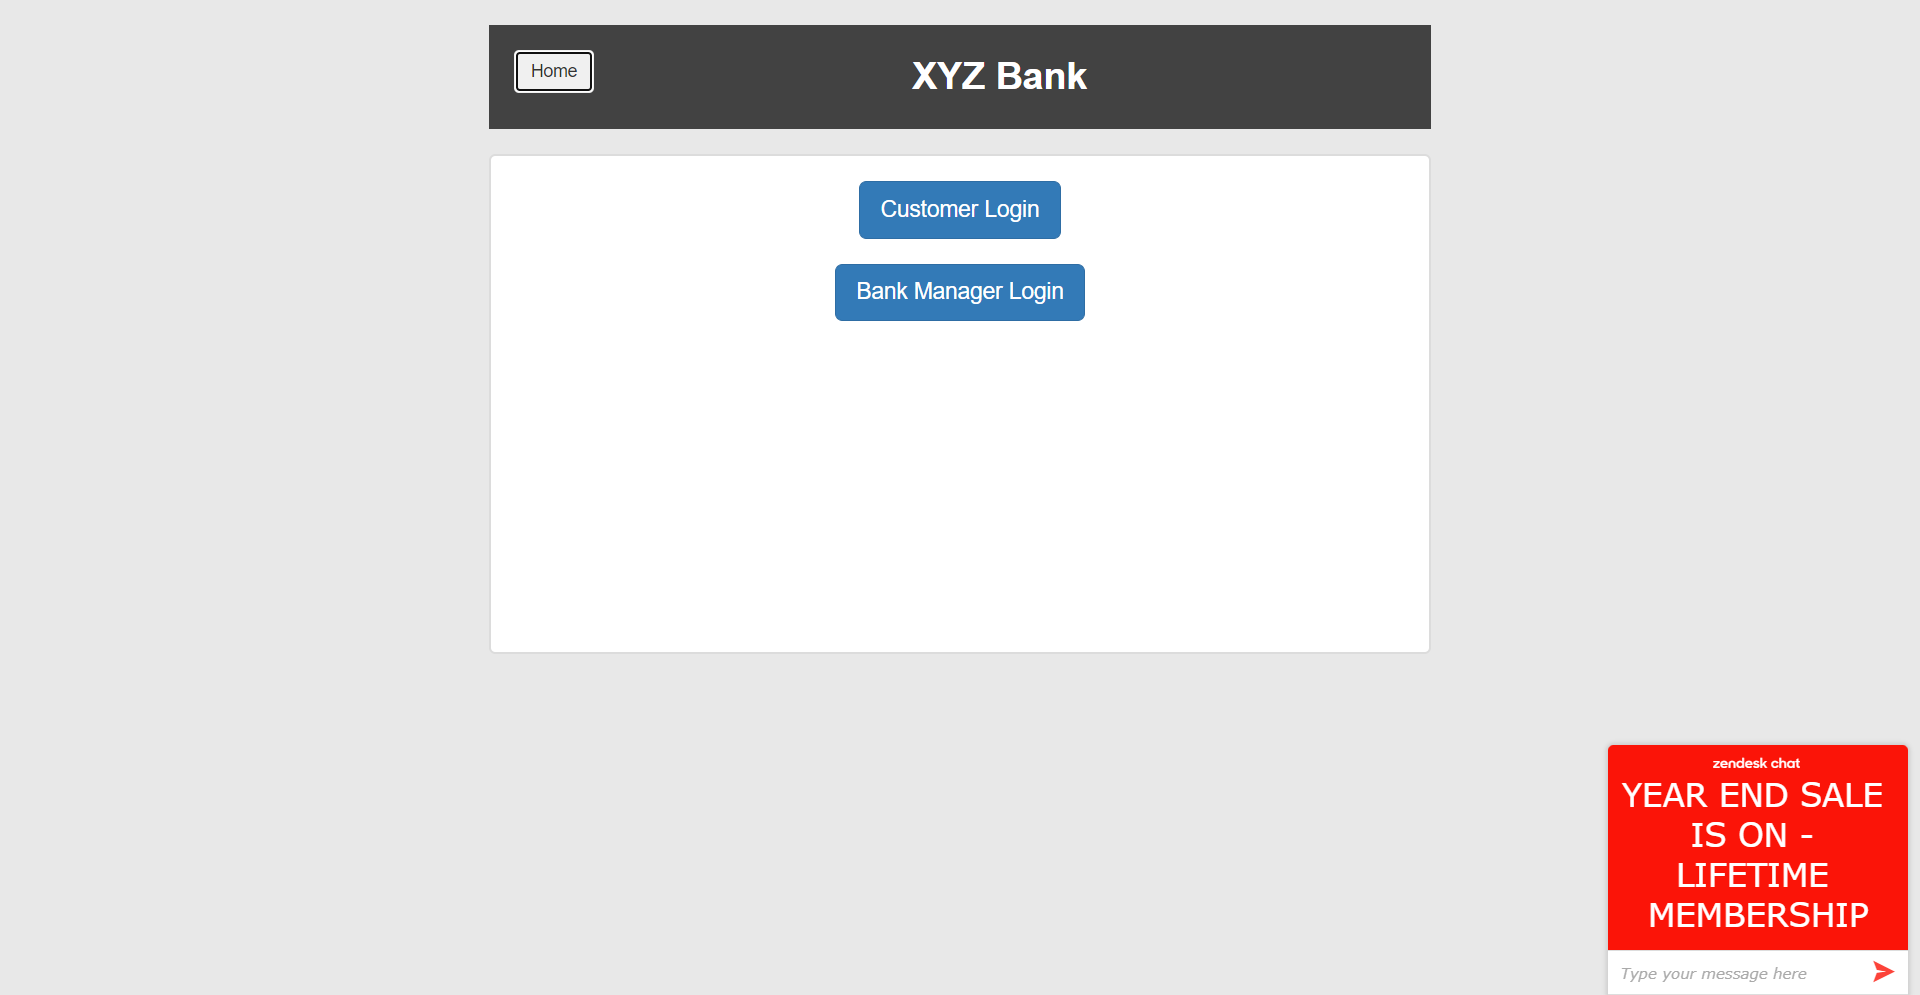 Home
XYZ Bank
Customer Login
Bank Manager Login
zendesk chat
YEAR END SALE
IS ON -
LIFETIME
MEMBERSHIP
Type your message here